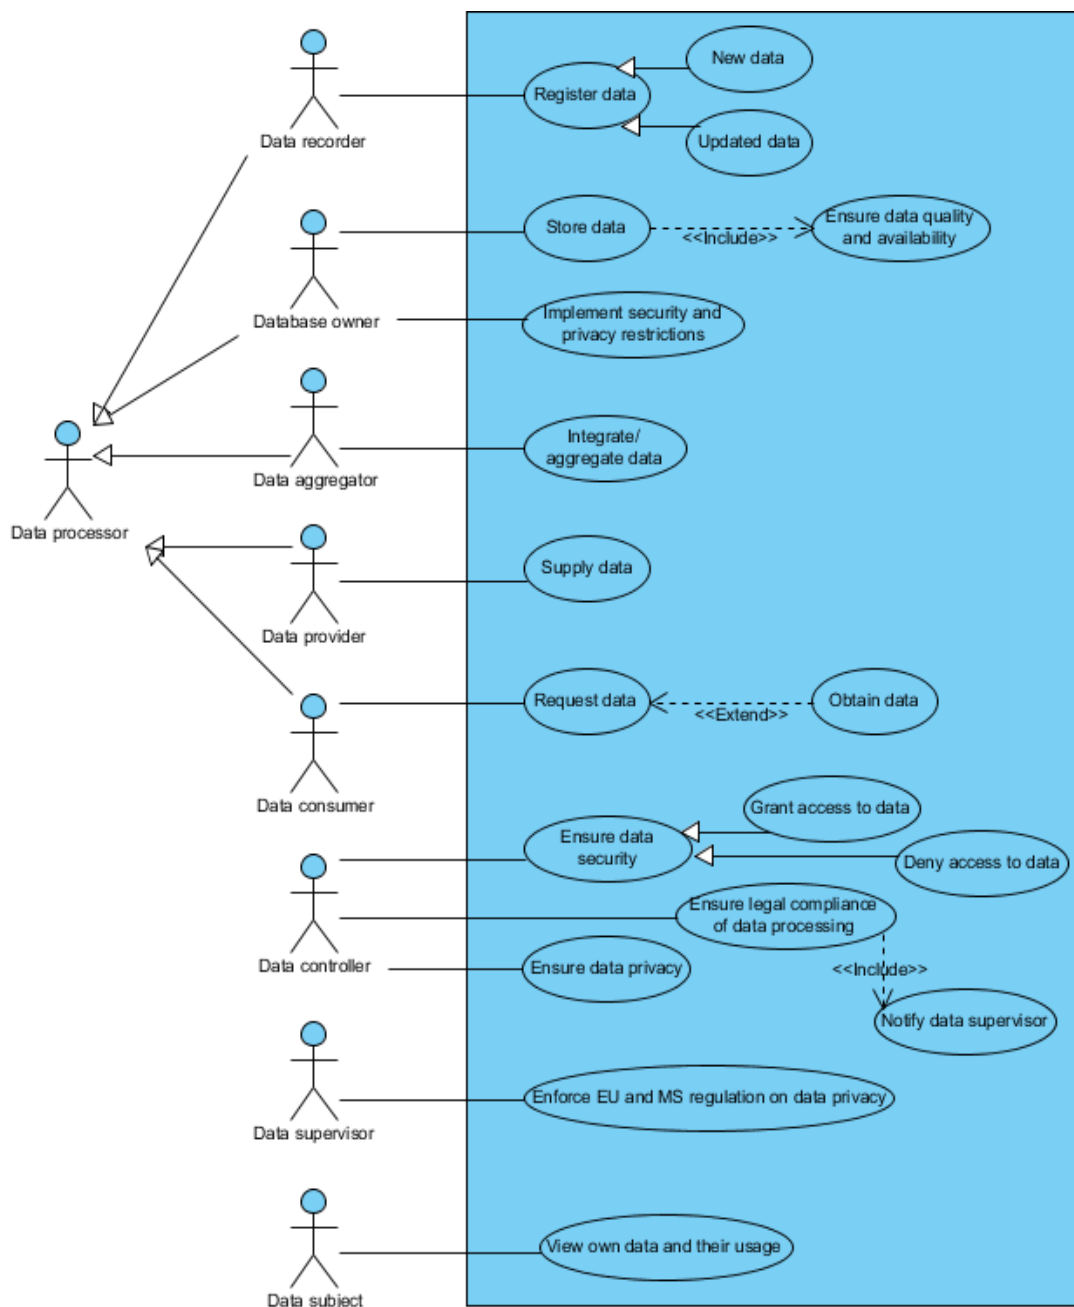 New data
Register data
Data recorder
Updated data
Store data
<<Include>>
Ensure data quality
and availability
Database owner
Implement security and
privacy restrictions
Integrate/
aggregate data
Data aggregator
Data processor
Supply data
Data provider
Request data
<<Extend>>
Obtain data
Data consumer
Grant access to data
Ensure data
security
Deny access to data
Ensure legal compliance
of data processing
Data controller
Ensure data privacy
<<Include>>
Notify data supervisor
Enforce EU and MS regulation on data privacy
Data supervisor
View own data and their usage
Data subject